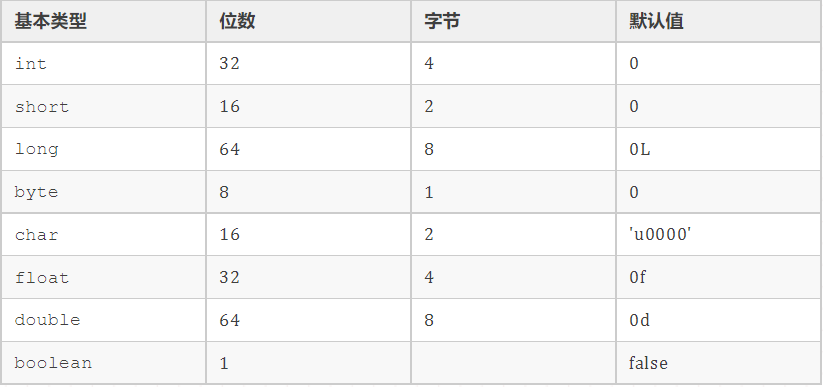 基本类型 位数 字节 默认值
int 32 4 0
short 16 2 0
long 64 8 0L
byte 8 1 0
char 16 2 'u0000'
float 32 4 0f
double 64 8 0d
boolean 1 false